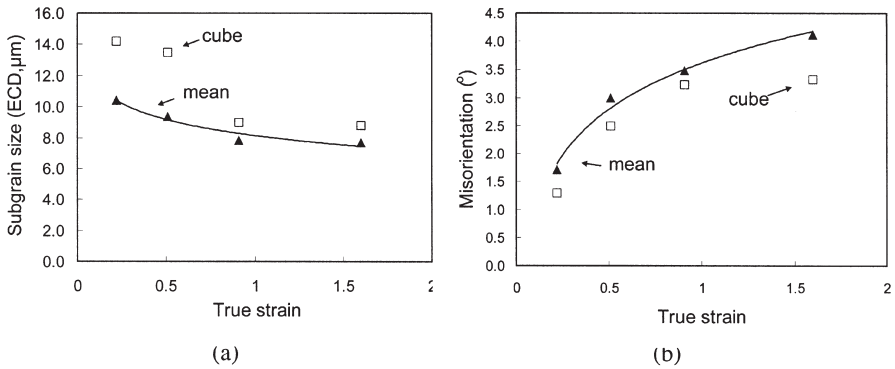 Subgrain size (ECD,μm)
16.0
14.0
12.0
10.0
8.0
6.0
4.0
2.0
0.0
cube
mean
0
0.5
1
1.5
2
True strain
(a)
Misorientation (º)
4.5
4.0
3.5
3.0
2.5
2.0
1.5
1.0
0.5
0.0
cube
mean
0
0.5
1
1.5
2
True strain
(b)